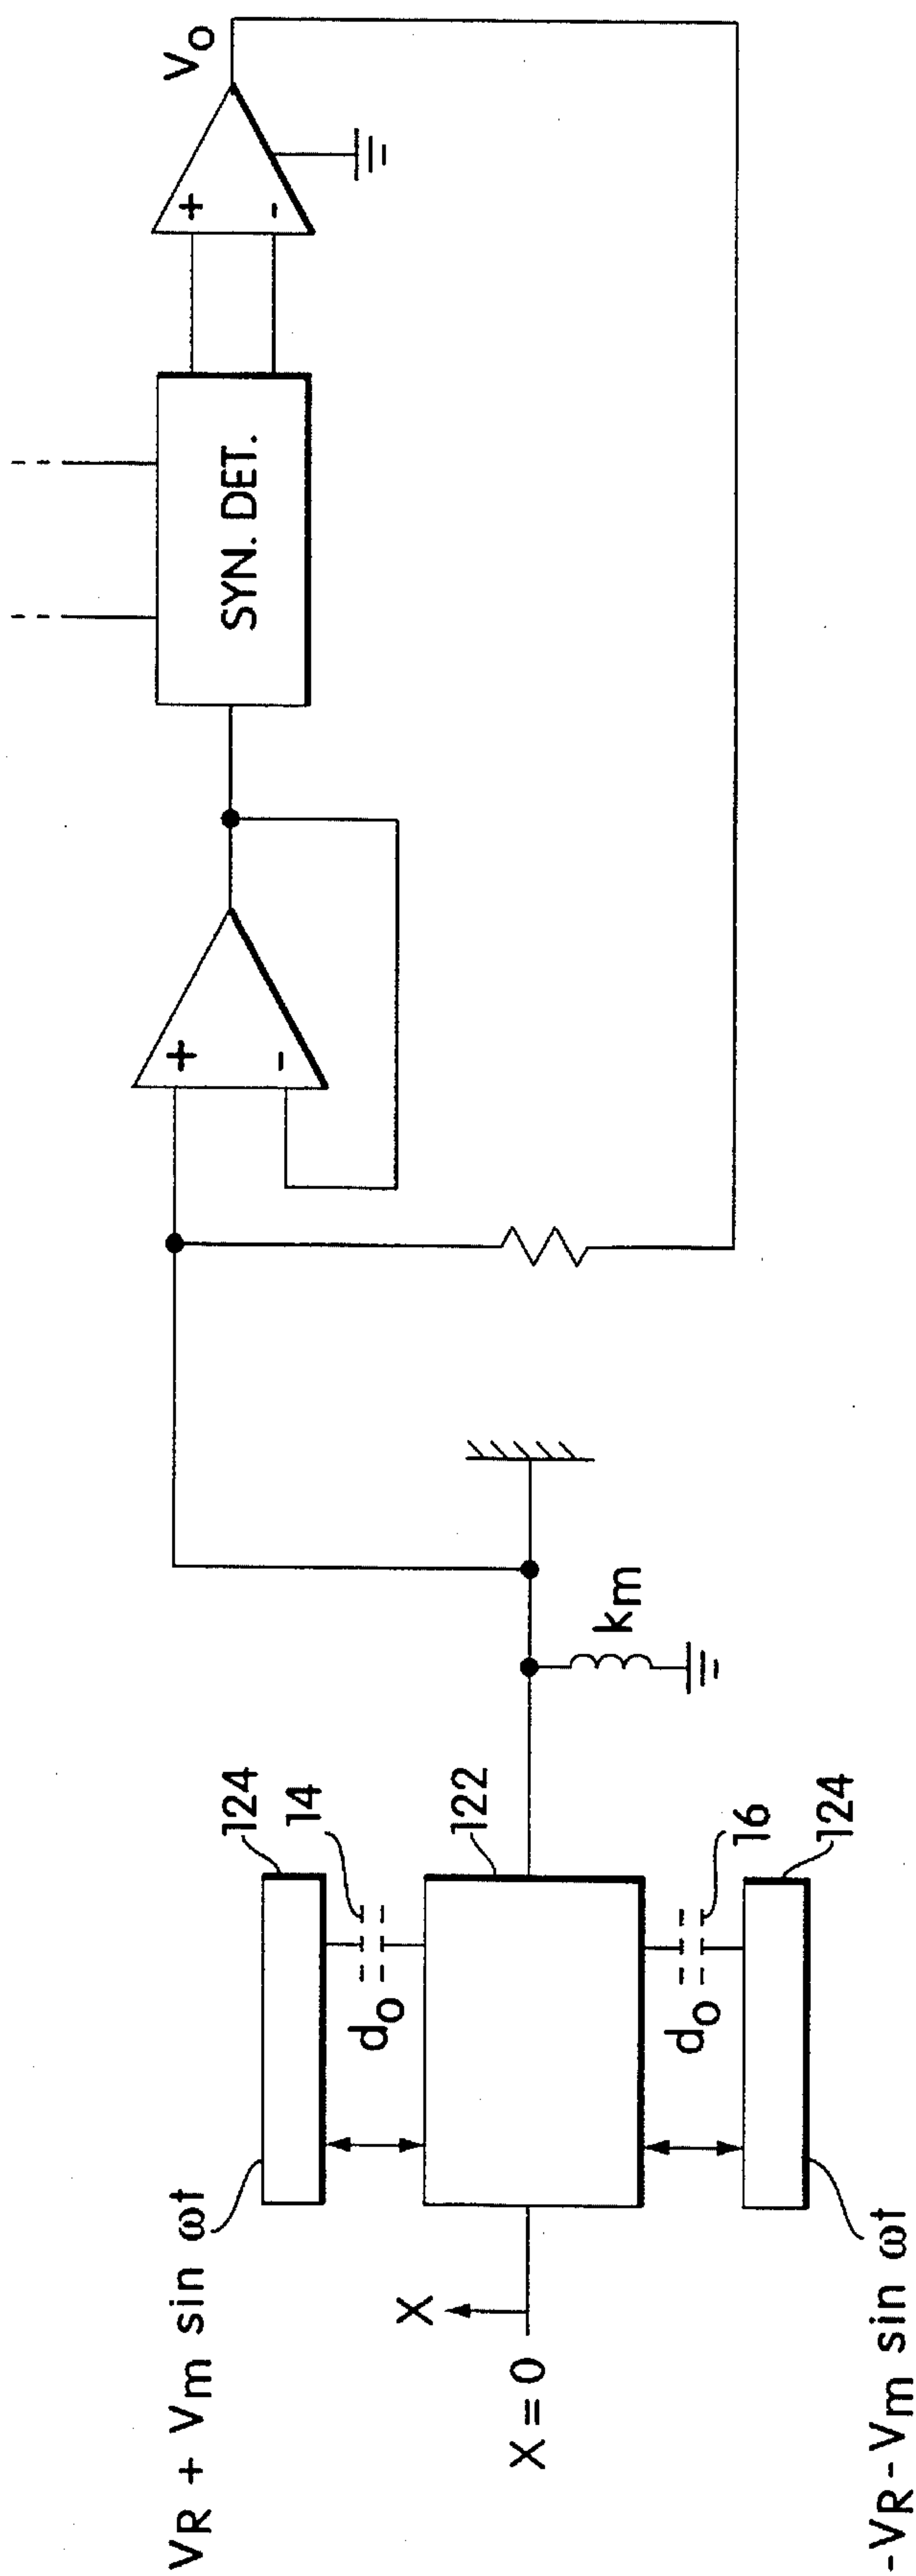 VR + Vm sin ωt
124
14
do
X
X = 0
122
km
do
16
124
-VR - Vm sin ωt
+
-
SYN. DET.
+
-
Vo